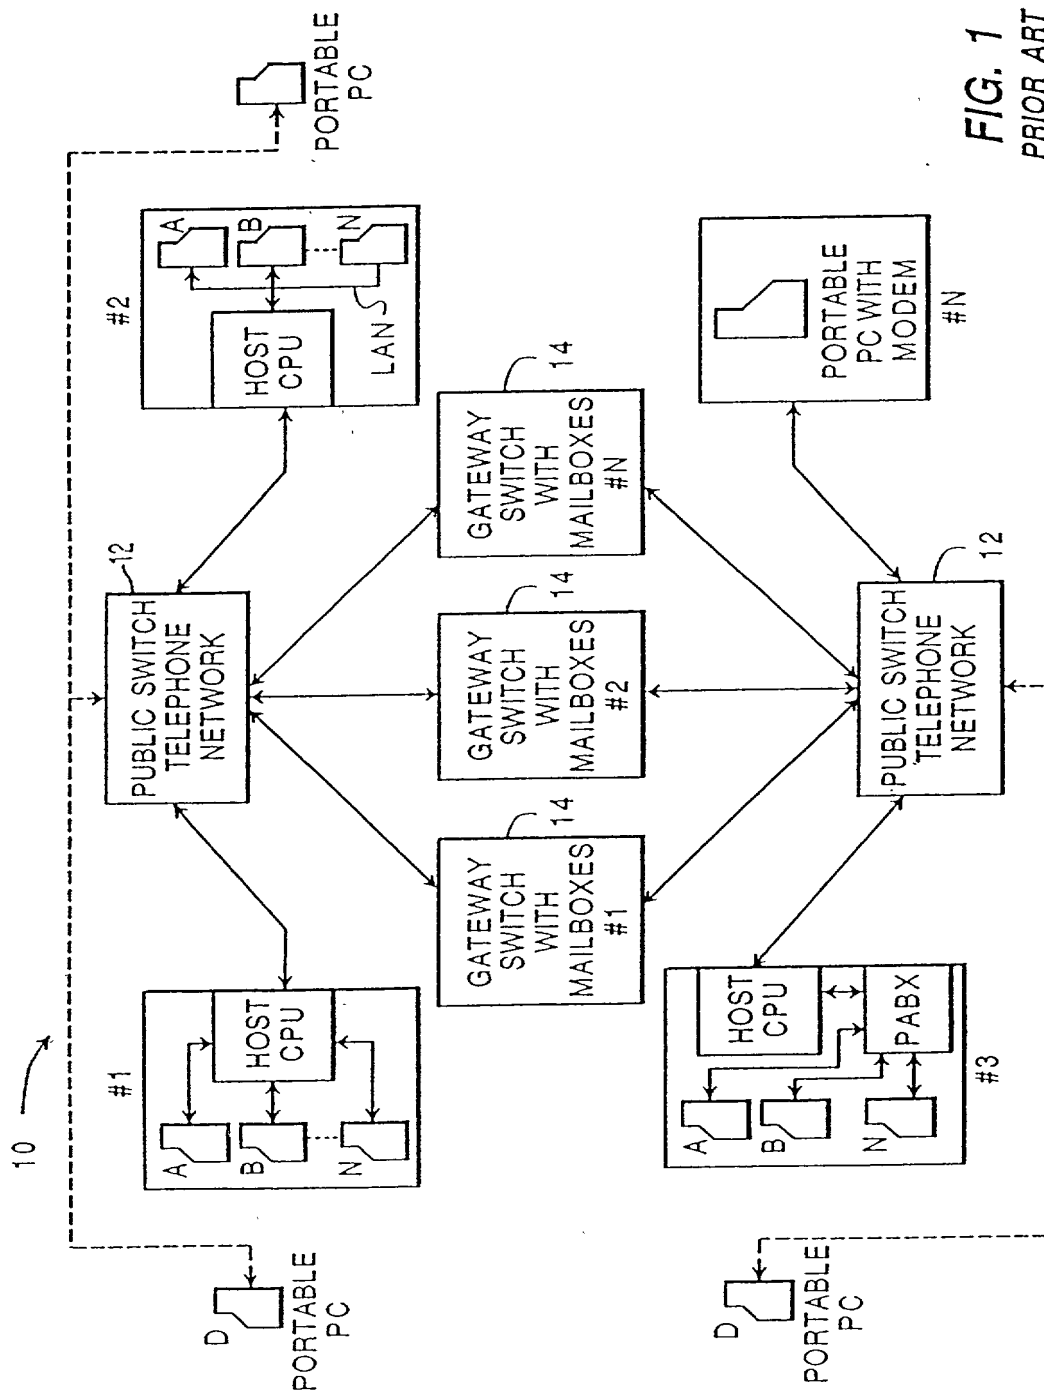 10
D
PORTABLE
PC
#1
A
B
N
HOST
CPU
PUBLIC SWITCH
TELEPHONE
NETWORK
12
#2
HOST
CPU
LAN
A
B
N
PORTABLE
PC
GATEWAY
SWITCH
WITH
MAILBOXES
#1
14
GATEWAY
SWITCH
WITH
MAILBOXES
#2
14
GATEWAY
SWITCH
WITH
MAILBOXES
#N
14
D
PORTABLE
PC
A
B
N
HOST
CPU
PABX
#3
PUBLIC SWITCH
TELEPHONE
NETWORK
12
PORTABLE
PC WITH
MODEM
#N
FIG. 1
PRIOR ART